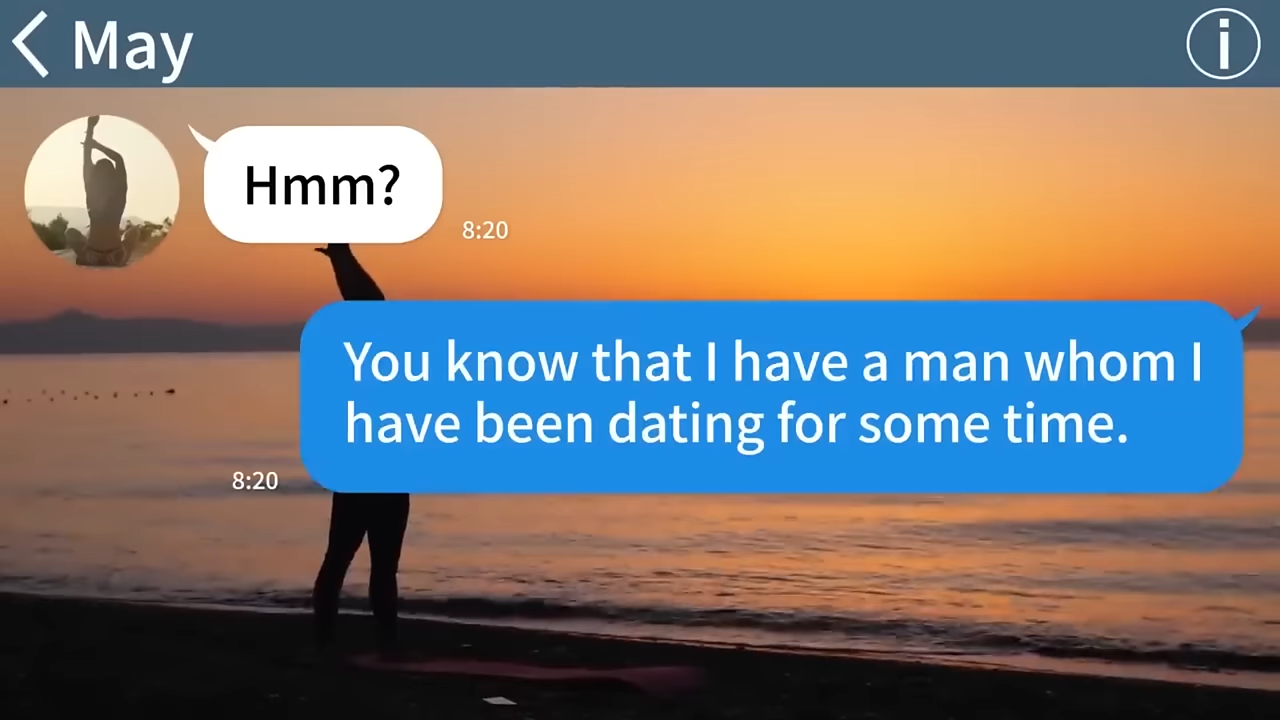 May
Hmm?
8:20
You know that I have a man whom I
have been dating for some time.
8:20